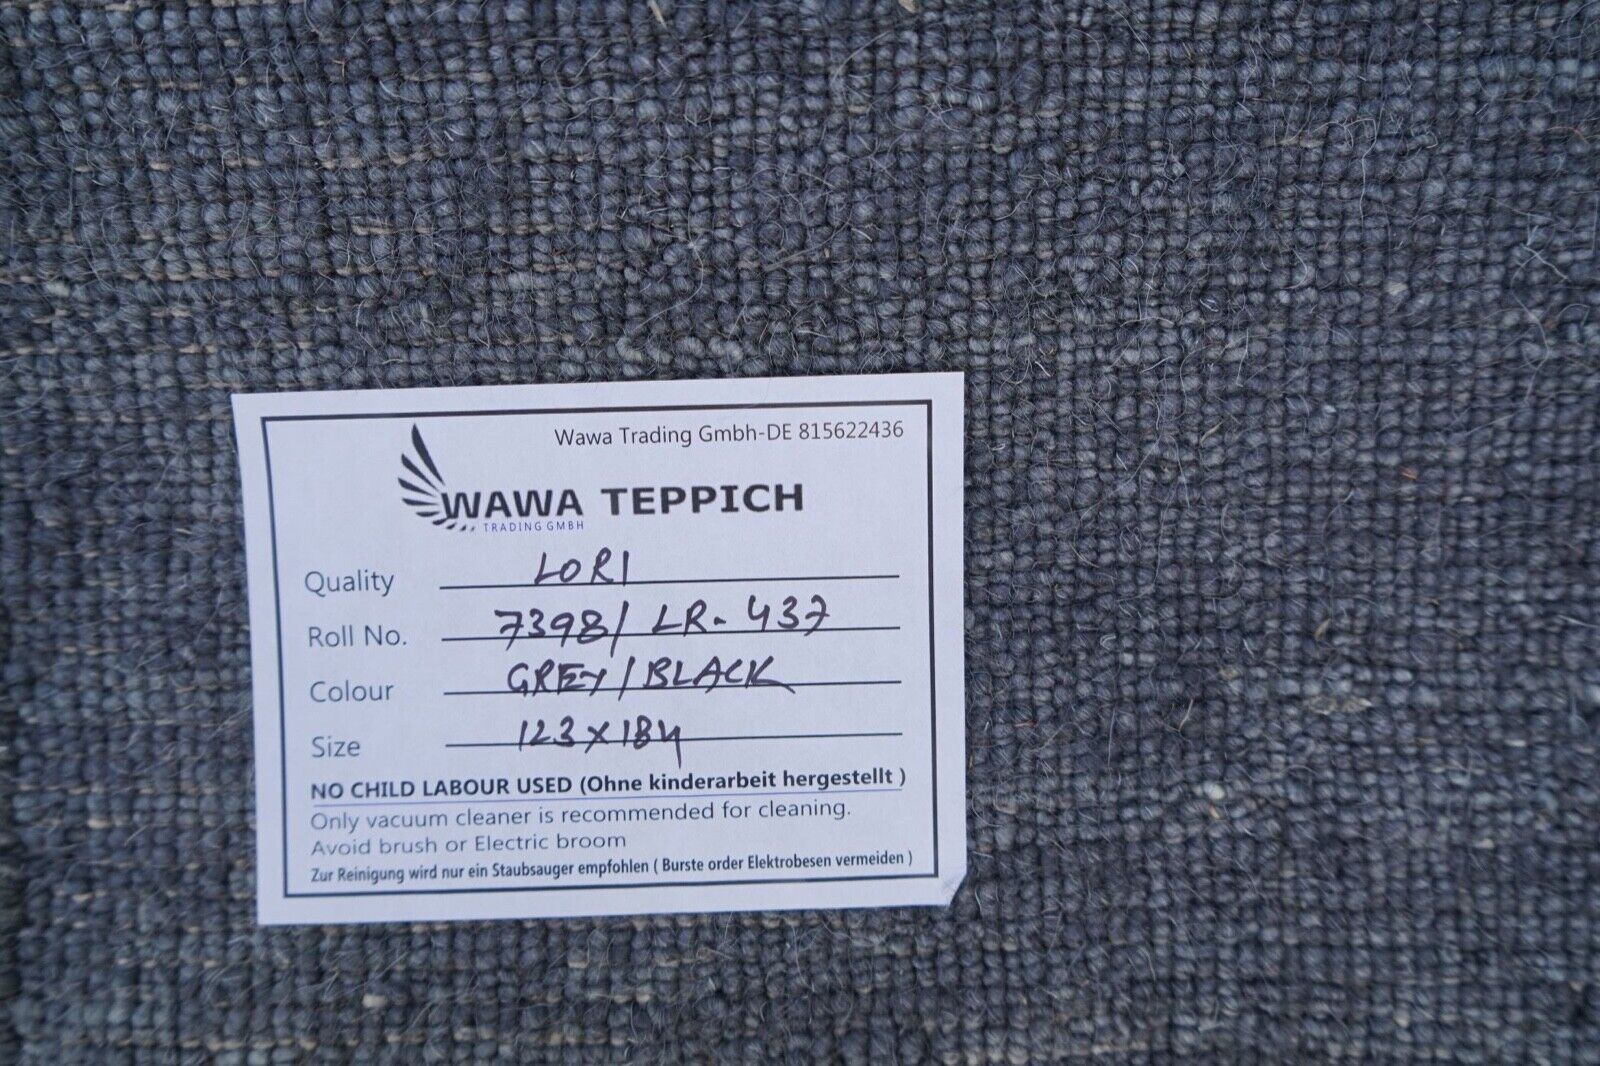 Wawa Trading Gmbh-DE 815622436
WAWA TEPPICH
TRADING GMBH
Quality LORI
Roll No. 7398/ LR-437
Colour GREY/BLACK
Size 123x184
NO CHILD LABOUR USED (Ohne kinderarbeit hergestellt )
Only vacuum cleaner is recommended for cleaning.
Avoid brush or Electric broom
Zur Reinigung wird nur ein Staubsauger empfohlen ( Burste order Elektrobesen vermeiden )